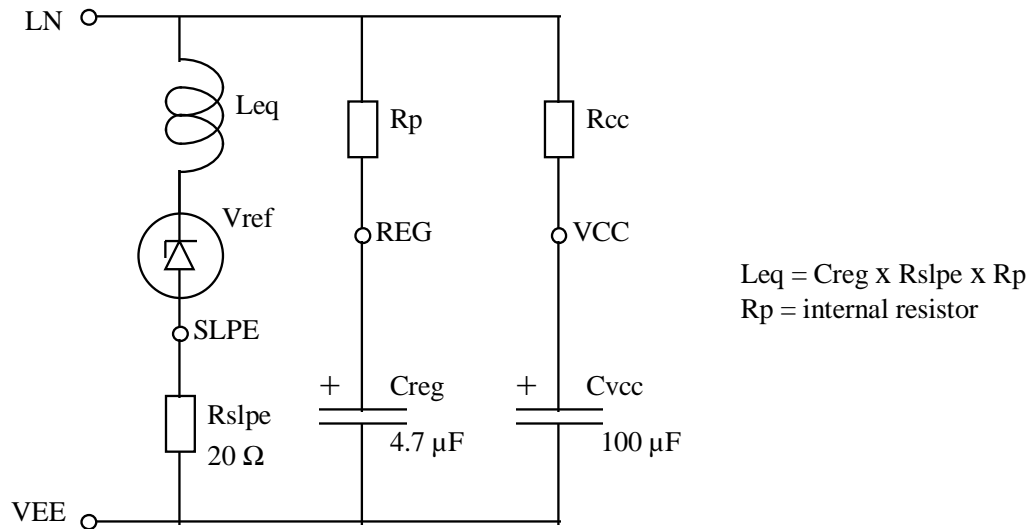 LN
Leq
Rp
Rcc
Vref
REG
VCC
Leq = Creg x Rslpe x Rp
Rp = internal resistor
SLPE
+
Creg
+
Cvcc
Rslpe
4.7 µF
100 µF
20 Ω
VEE